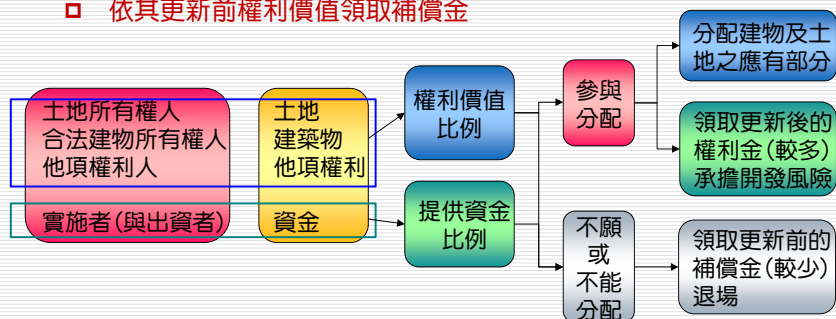 依其更新前權利價值領取補償金
土地所有權人
合法建物所有權人
他項權利人
實施者(與出資者)
土地
建築物
他項權利
資金
權利價值
比例
提供資金
比例
參與
分配
不願
或
不能
分配
分配建物及土
地之應有部分
領取更新後的
權利金(較多)
承擔開發風險
領取更新前的
補償金(較少)
退場